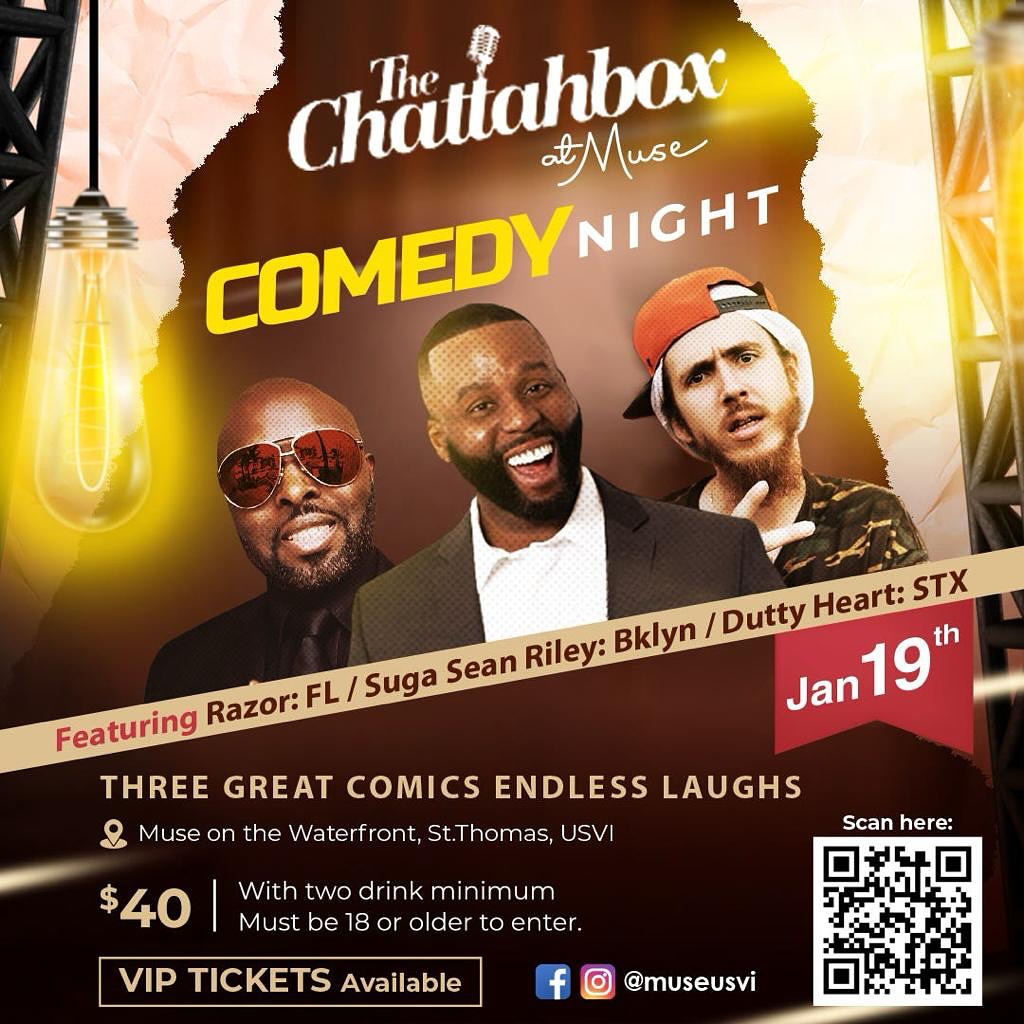 The
Chattahbox
at Muse
COMEDY NIGHT
Featuring Razor: FL / Suga Sean Riley: Bklyn / Dutty Heart: STX
Jan 19th
THREE GREAT COMICS ENDLESS LAUGHS
Muse on the Waterfront, St.Thomas, USVI
Scan here:
$40
With two drink minimum
Must be 18 or older to enter.
VIP TICKETS Available
@museusvi